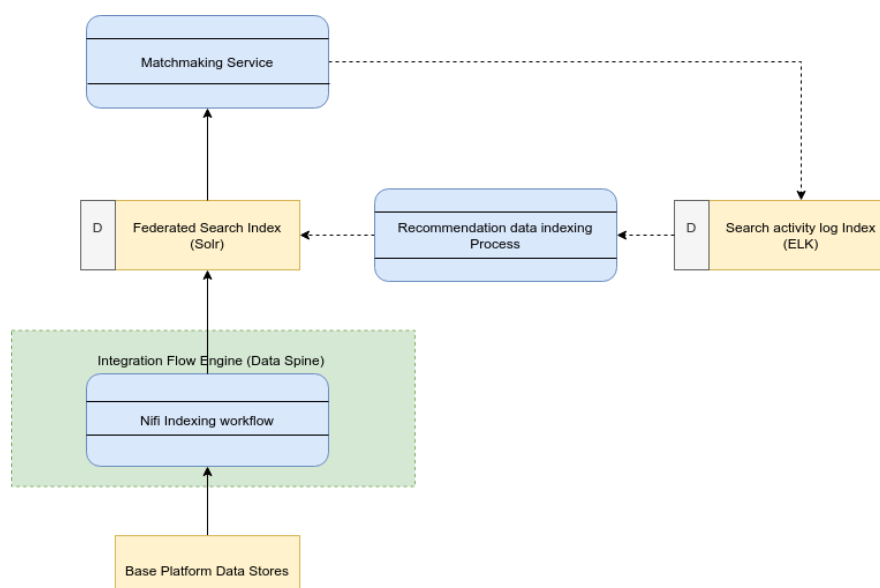 Matchmaking Service
D
Federated Search Index
(Solr)
Recommendation data indexing
Process
D
Search activity log Index
(ELK)
Integration Flow Engine (Data Spine)
Nifi Indexing workflow
Base Platform Data Stores